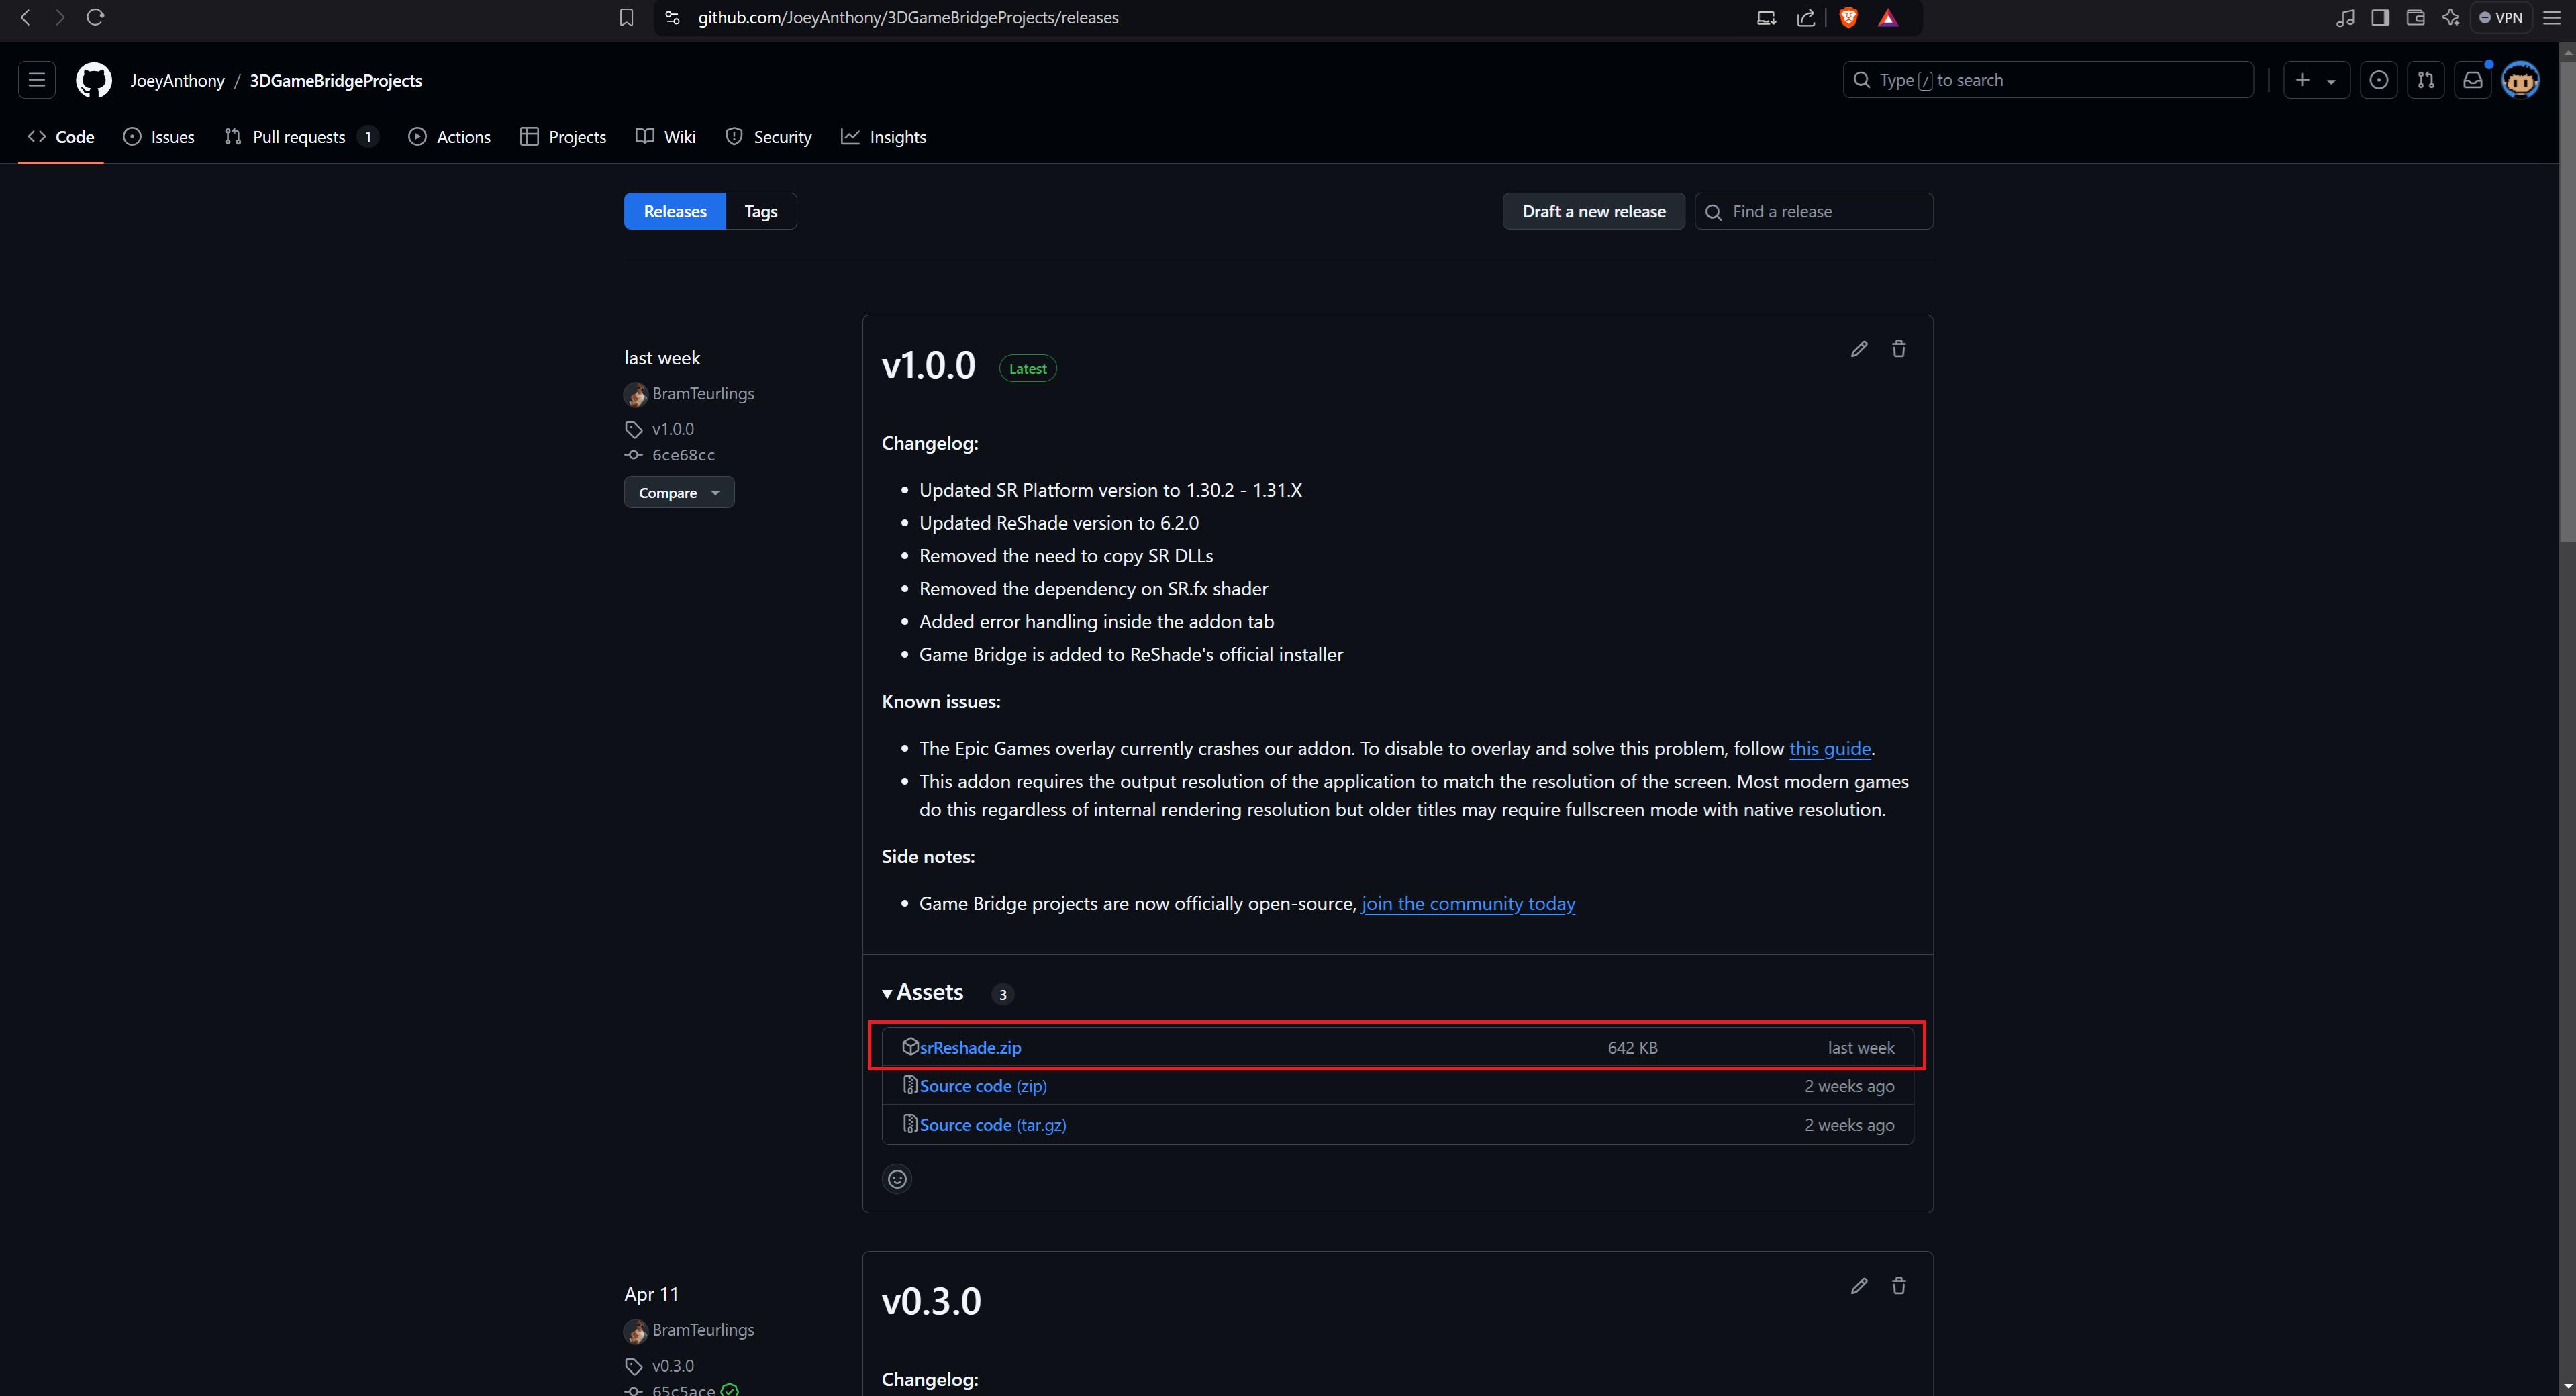 github.com/JoeyAnthony/3DGameBridgeProjects/releases
VPN
JoeyAnthony / 3DGameBridgeProjects
Type / to search
Code
Issues
Pull requests 1
Actions
Projects
Wiki
Security
Insights
Releases
Tags
Draft a new release
Find a release
last week
BramTeurlings
v1.0.0
6ce68cc
Compare
v1.0.0
Latest
Changelog:
Updated SR Platform version to 1.30.2 - 1.31.X
Updated ReShade version to 6.2.0
Removed the need to copy SR DLLs
Removed the dependency on SR.fx shader
Added error handling inside the addon tab
Game Bridge is added to ReShade's official installer
Known issues:
The Epic Games overlay currently crashes our addon. To disable to overlay and solve this problem, follow this guide.
This addon requires the output resolution of the application to match the resolution of the screen. Most modern games
do this regardless of internal rendering resolution but older titles may require fullscreen mode with native resolution.
Side notes:
Game Bridge projects are now officially open-source, join the community today
Assets 3
srReshade.zip 642 KB last week
Source code (zip) 2 weeks ago
Source code (tar.gz) 2 weeks ago
Apr 11
BramTeurlings
v0.3.0
65c5ace
v0.3.0
Changelog: